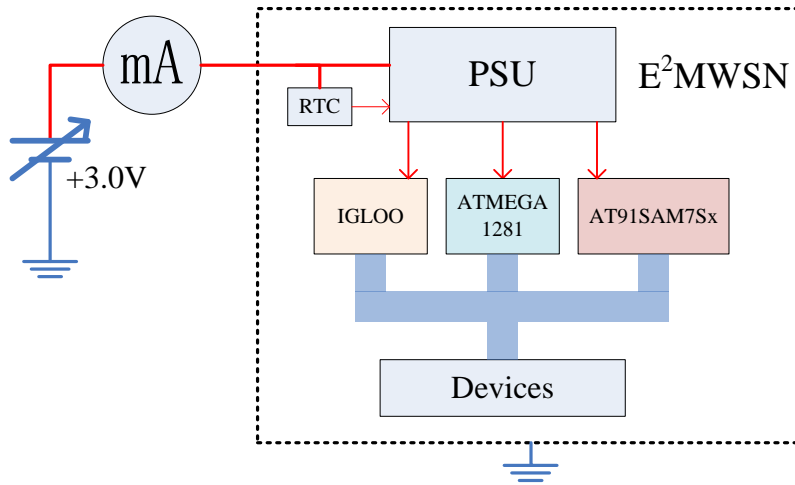 mA
PSU
E²MWSN
RTC
+3.0V
IGLOO
ATMEGA
1281
AT91SAM7Sx
Devices